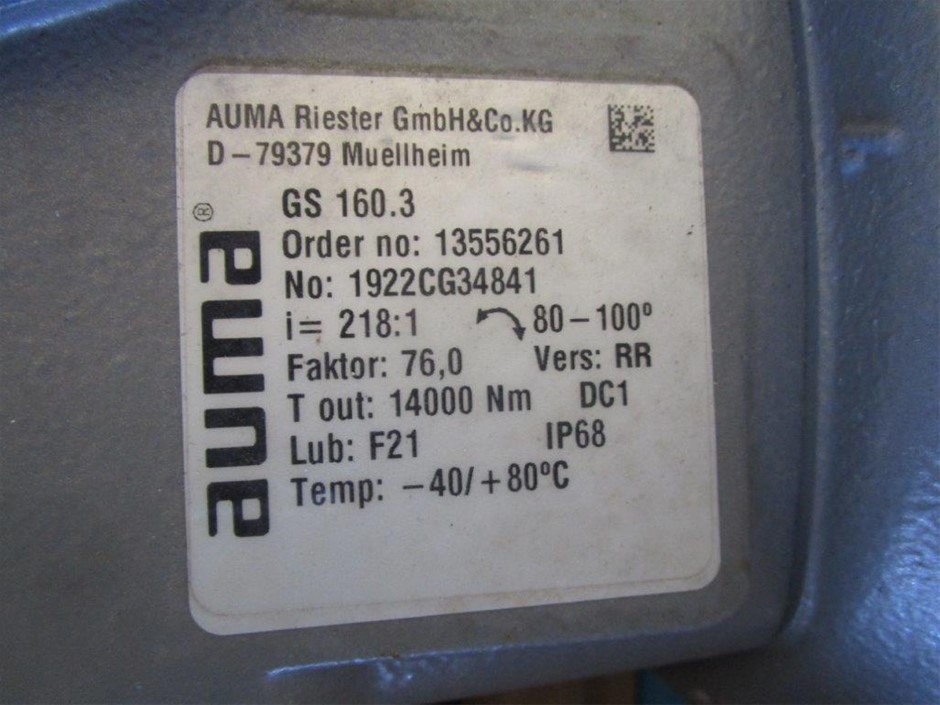 AUMA Riester GmbH&Co.KG
D-79379 Muellheim
GS 160.3
Order no: 13556261
No: 1922CG34841
i= 218:1 80-100°
Faktor: 76,0 Vers: RR
T out: 14000 Nm DC1
Lub: F21 IP68
Temp: -40/+80°C
auma®